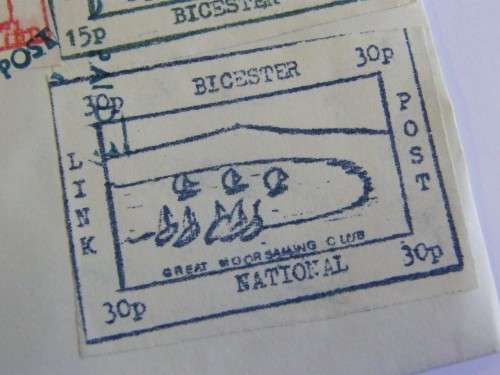 BICESTER
15p
POST
30p BICESTER 30p
LINK
POST
GREAT MOOR SAILING CLUB
NATIONAL
30p 30p